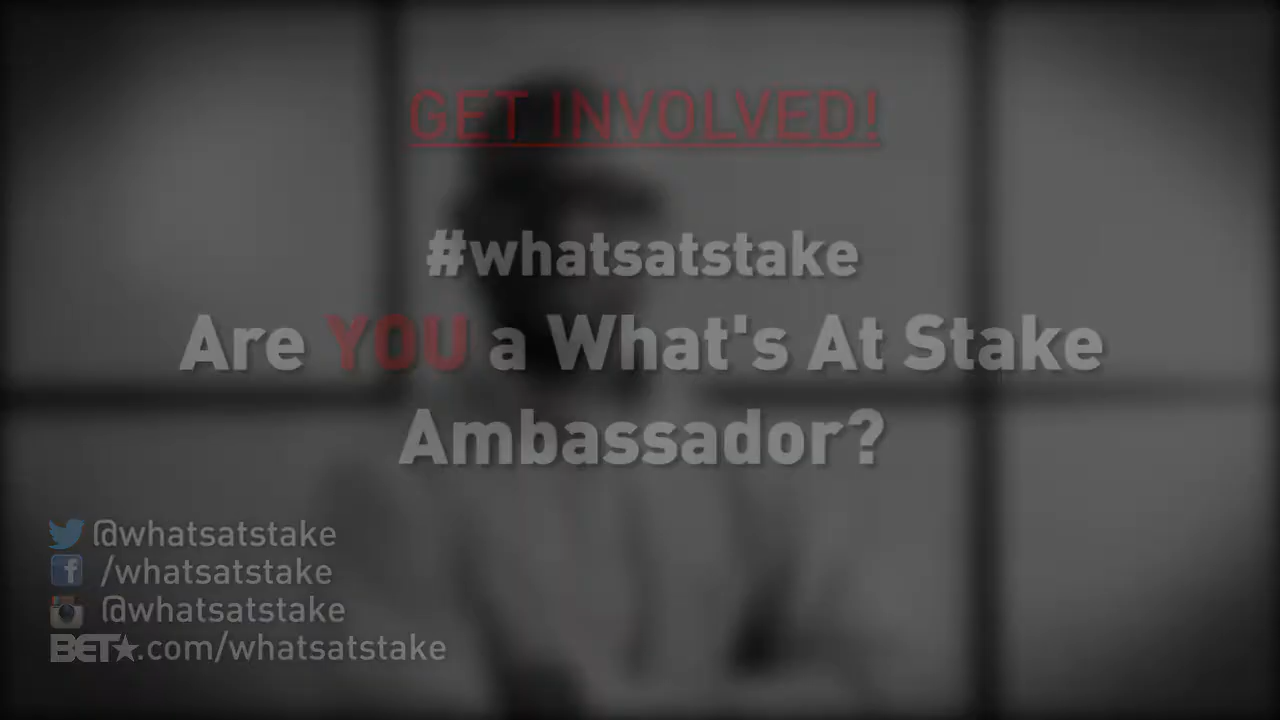 GET INVOLVED!
#whatsatstake
Are YOU a What's At Stake
Ambassador?
@whatsatstake
/whatsatstake
@whatsatstake
BET★.com/whatsatstake